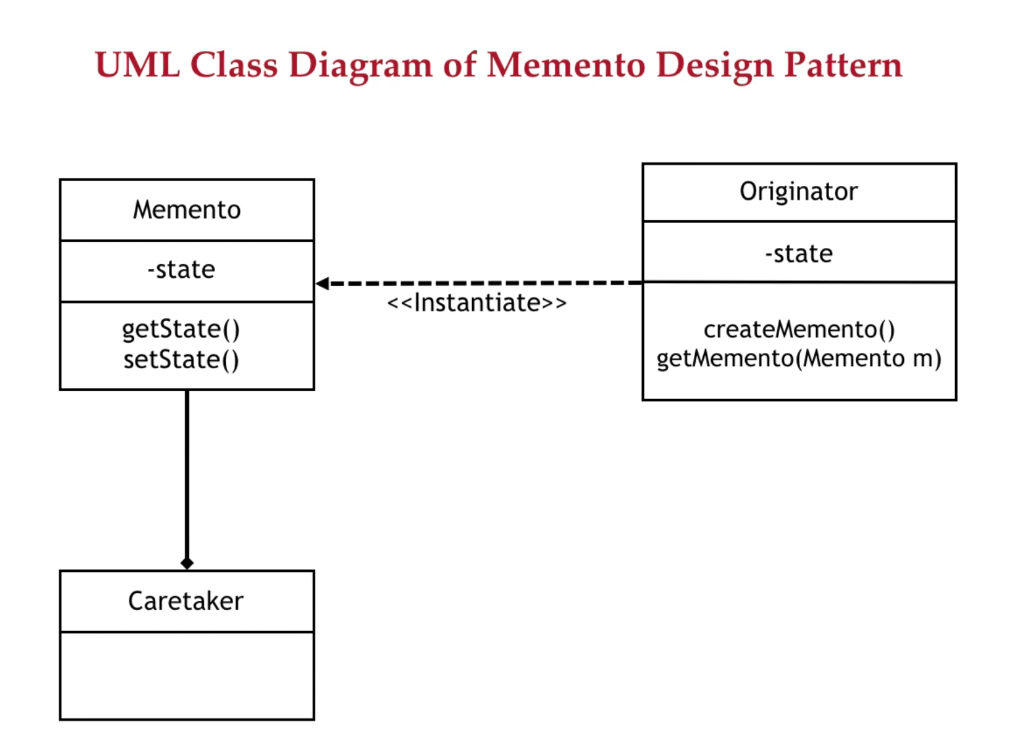 UML Class Diagram of Memento Design Pattern
Memento
-state
getState()
setState()
<<Instantiate>>
Originator
-state
createMemento()
getMemento(Memento m)
Caretaker